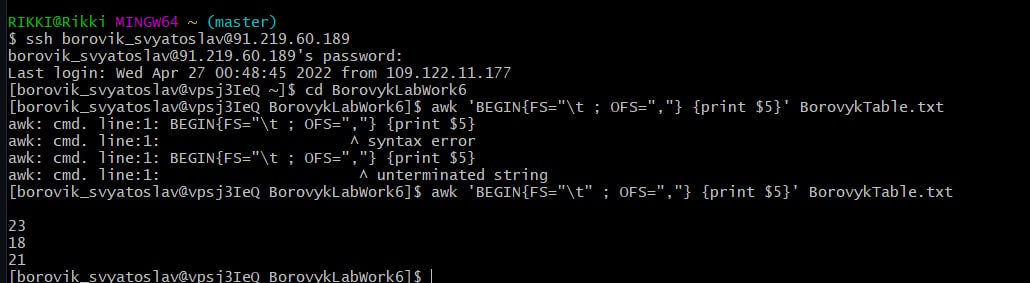 RIKKI@Rikki MINGW64 ~ (master)
$ ssh borovik_svyatoslav@91.219.60.189
borovik_svyatoslav@91.219.60.189's password:
Last login: Wed Apr 27 00:48:45 2022 from 109.122.11.177
[borovik_svyatoslav@vpsj3IeQ ~]$ cd BorovykLabWork6
[borovik_svyatoslav@vpsj3IeQ BorovykLabWork6]$ awk 'BEGIN{FS="\t ; OFS=","} {print $5}' BorovykTable.txt
awk: cmd. line:1: BEGIN{FS="\t ; OFS=","} {print $5}
awk: cmd. line:1:                      ^ syntax error
awk: cmd. line:1: BEGIN{FS="\t ; OFS=","} {print $5}
awk: cmd. line:1:                       ^ unterminated string
[borovik_svyatoslav@vpsj3IeQ BorovykLabWork6]$ awk 'BEGIN{FS="\t" ; OFS=","} {print $5}' BorovykTable.txt
23
18
21
[borovik_svyatoslav@vpsj3IeQ BorovykLabWork6]$